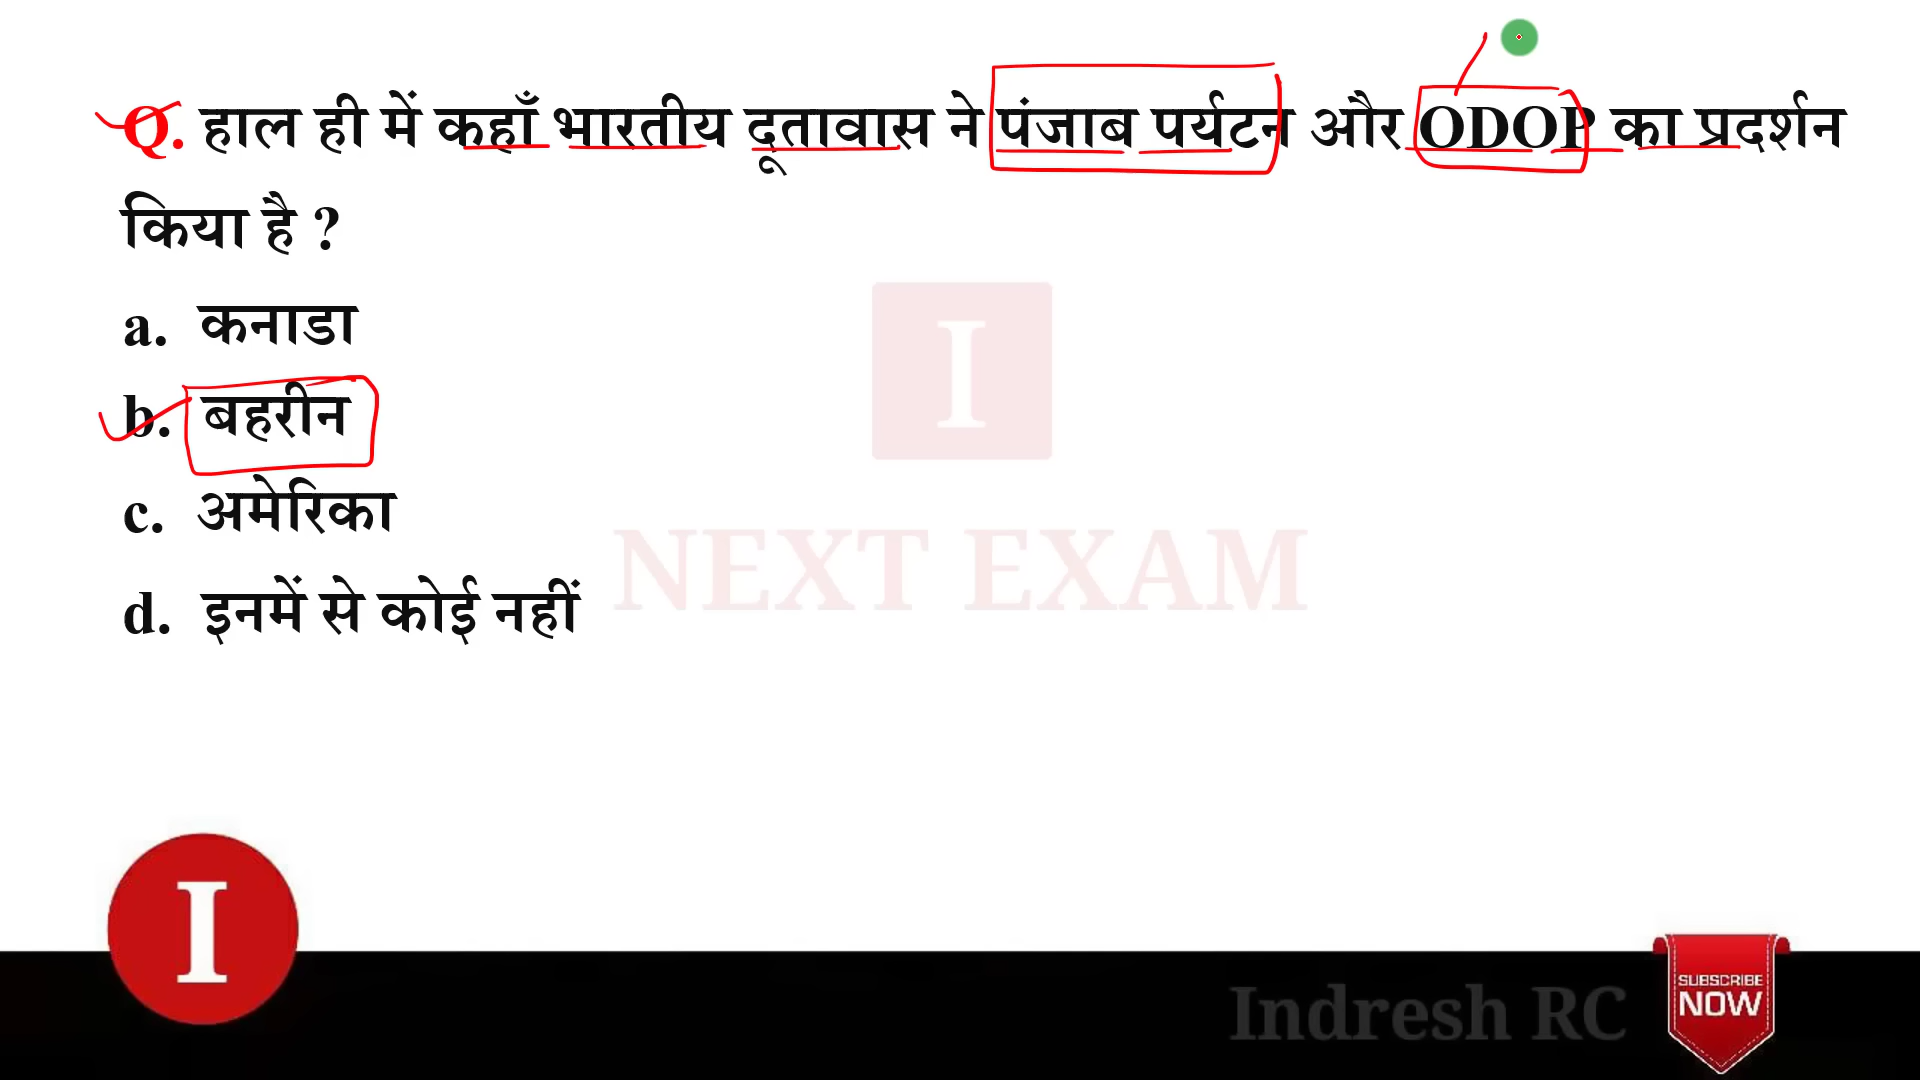 Q. हाल ही में कहाँ भारतीय दूतावास ने पंजाब पर्यटन और ODOP का प्रदर्शन
किया है ?
a. कनाडा
b. बहरीन
c. अमेरिका
d. इनमें से कोई नहीं
I
NEXT EXAM
I
Indresh RC
SUBSCRIBE
NOW